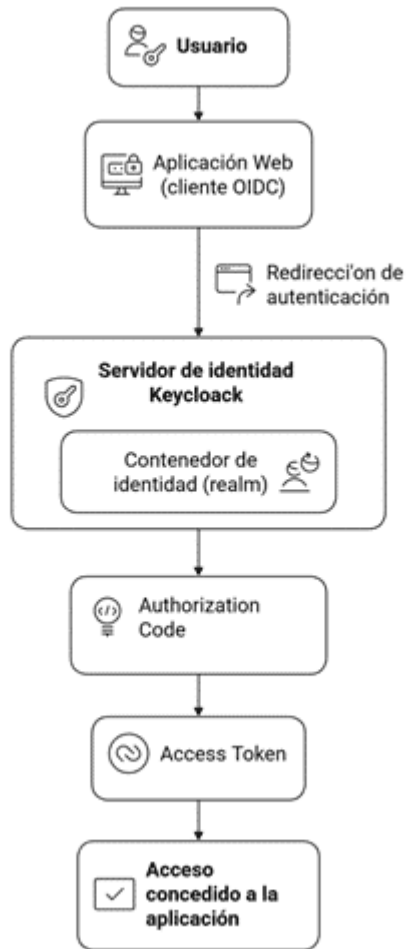 Usuario
Aplicación Web
(cliente OIDC)
Redirecci'on de
autenticación
Servidor de identidad
Keycloack
Contenedor de
identidad (realm)
Authorization
Code
Access Token
Acceso
concedido a la
aplicación